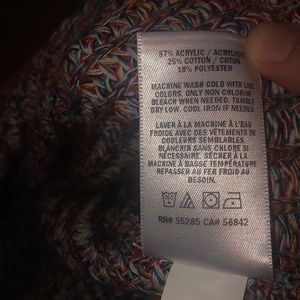 57% ACRYLIC / ACRYLIQUE
25% COTTON / COTON
18% POLYESTER
MACHINE WASH COLD WITH LIKE
COLORS. ONLY NON CHLORINE
BLEACH WHEN NEEDED. TUMBLE
DRY LOW. COOL IRON IF NEEDED.
LAVER À LA MACHINE À L'EAU
FROIDE AVEC DES VÊTEMENTS DE
COULEURS SEMBLABLES.
BLANCHIR SANS CHLORE SI
NÉCESSAIRE. SÉCHER À LA
MACHINE À BASSE TEMPÉRATURE
REPASSER AU FER FROID AU
BESOIN.
RN# 55285 CA# 56842